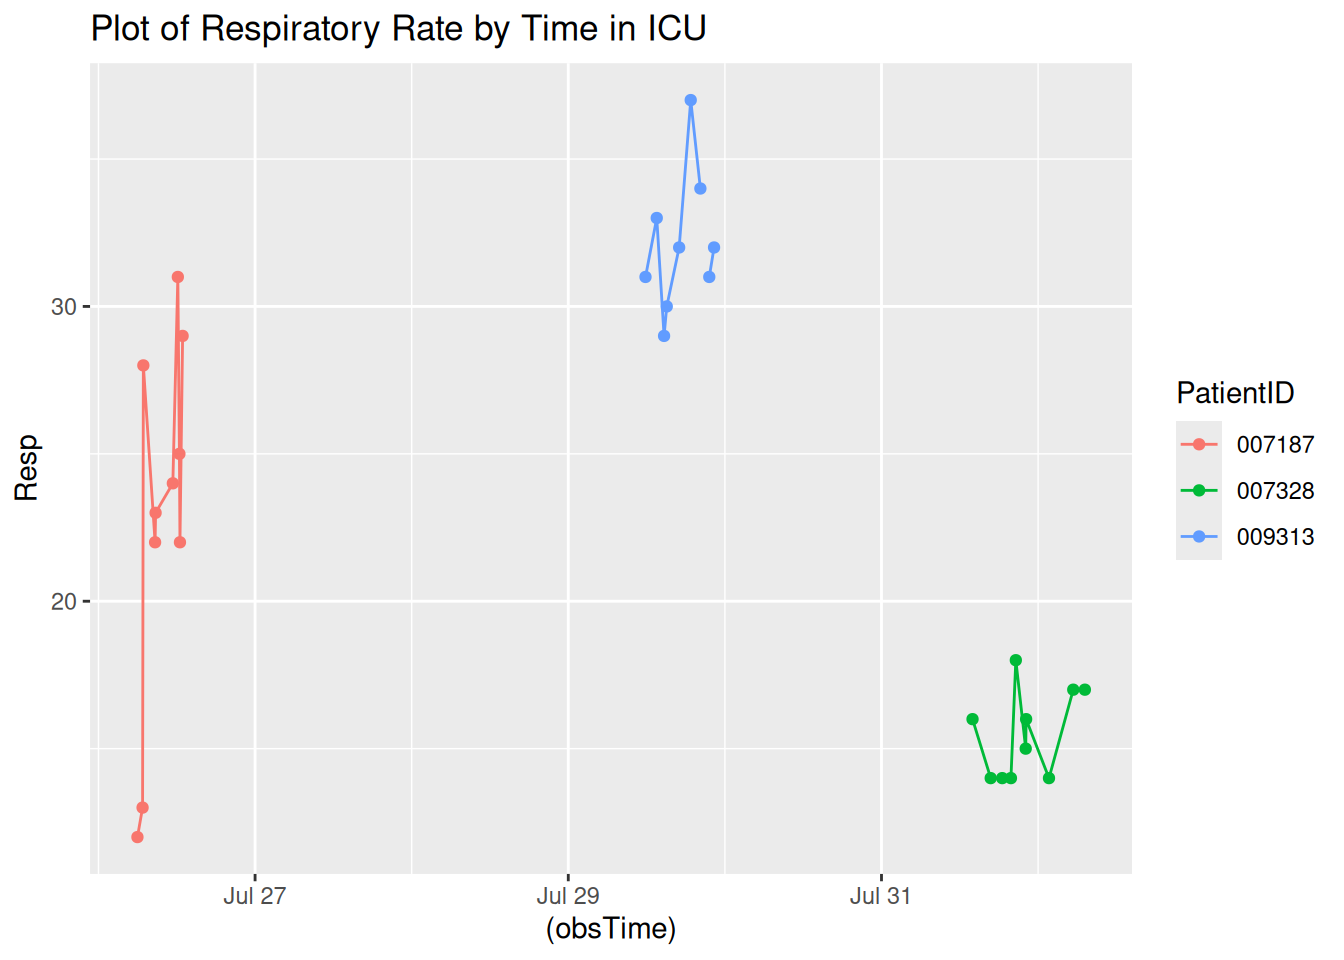 Plot of Respiratory Rate by Time in ICU
Resp
30
20
Jul 27
Jul 29
Jul 31
(obsTime)
PatientID
007187
007328
009313